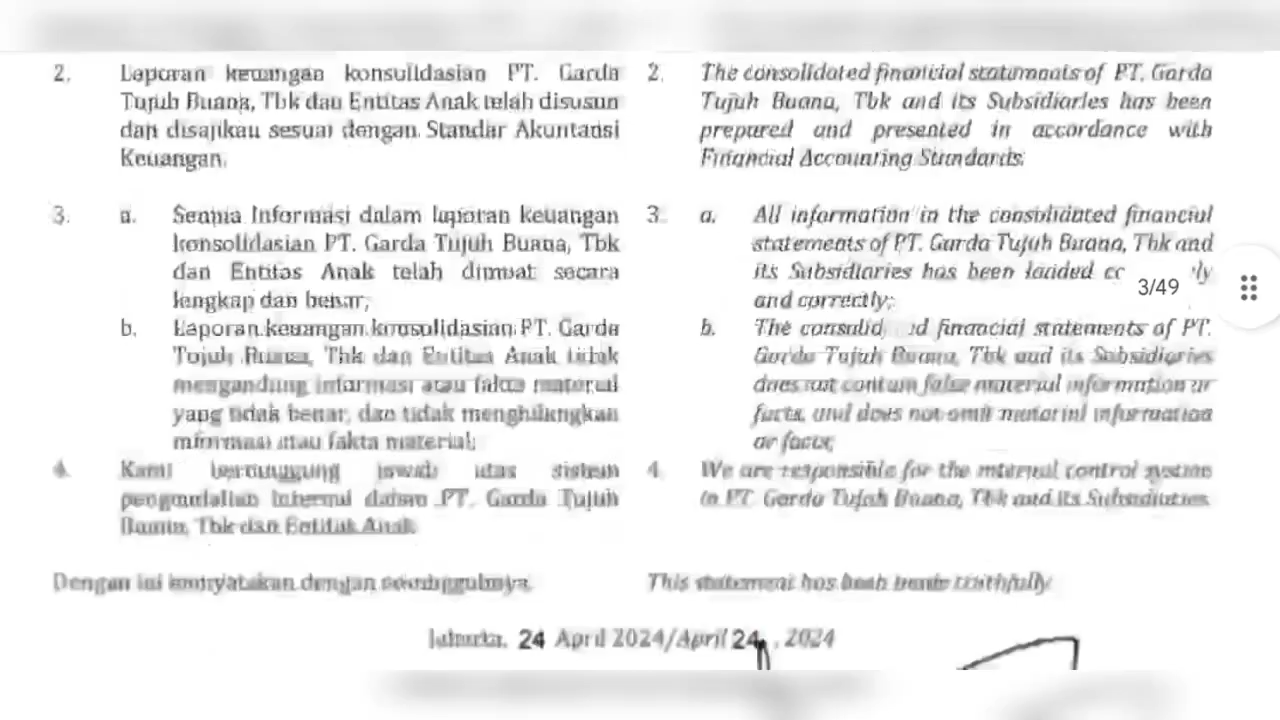 2. Laporan keuangan konsolidasian PT. Garda
Tujuh Buana, Tbk dan Entitas Anak telah disusun
dan disajikan sesuai dengan Standar Akuntansi
Keuangan.
3. a. Semua Informasi dalam laporan keuangan
konsolidasian PT. Garda Tujuh Buana, Tbk
dan Entitas Anak telah dimuat secara
lengkap dan benar;
b. Laporan keuangan konsolidasian PT. Garda
Tujuh Buana, Tbk dan Entitas Anak tidak
mengandung informasi atau fakta material
yang tidak benar, dan tidak menghilangkan
informasi atau fakta material;
4. Kami bertanggung jawab atas sistem
pengendalian internal dalam PT. Garda Tujuh
Buana, Tbk dan Entitas Anak
Dengan ini dengan
2. The consolidated financial statements of PT. Garda
Tujuh Buana, Tbk and its Subsidiaries has been
prepared and presented in accordance with
Financial Accounting Standards.
3. a. All information in the consolidated financial
statements of PT. Garda Tujuh Buana, Tbk and
its Subsidiaries has been loaded
and correctly;
b. The financial statements of PT.
Garda Tujuh Buana, Tbk and its Subsidiaries
does not contain false material information or
facts, and does not omit material information
or facts;
4. We are responsible for the internal control system
in PT. Garda Tujuh Buana, Tbk and its Subsidiaries.
This statement has been made truthfully
Jakarta, 24 April 2024/April 24, 2024
3/49